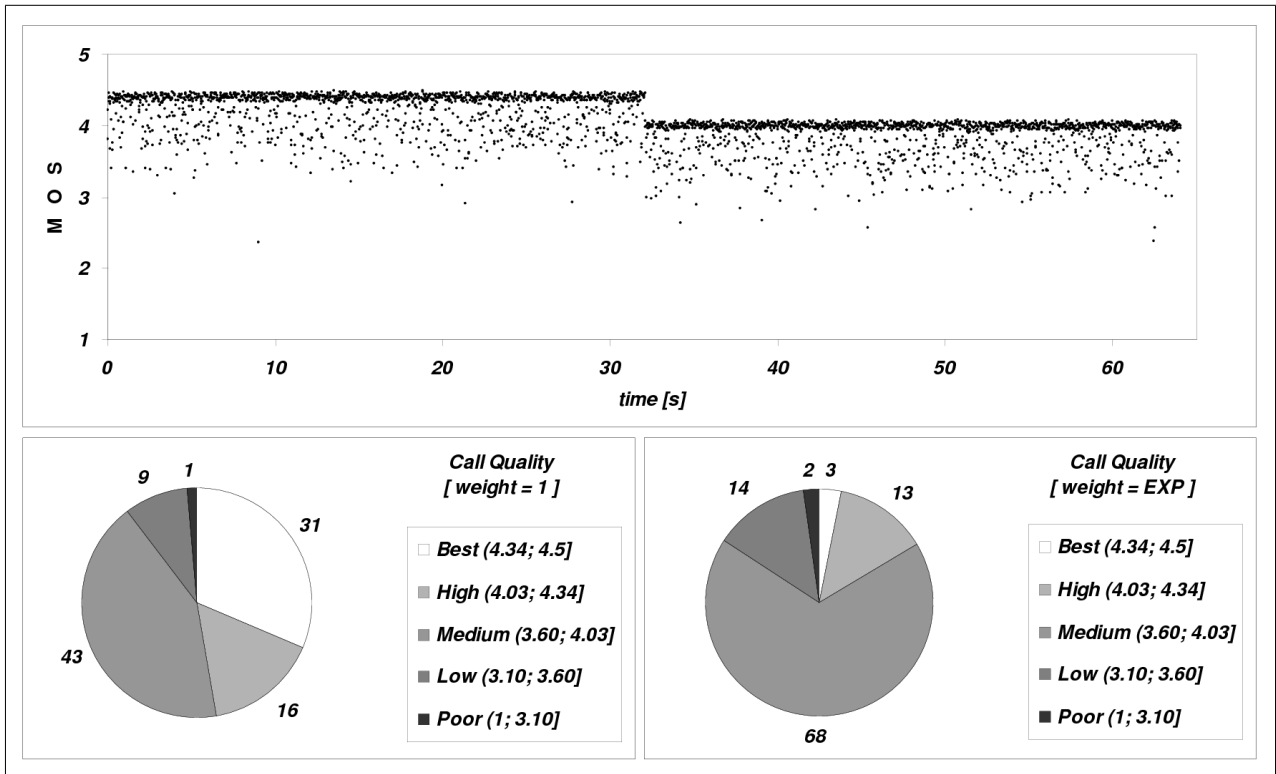 5
4
3
2
1
M O S
0 10 20 30 40 50 60
time [s]
Call Quality
[ weight = 1 ]
9
1
31
43
16
Best (4.34; 4.5]
High (4.03; 4.34]
Medium (3.60; 4.03]
Low (3.10; 3.60]
Poor (1; 3.10]
Call Quality
[ weight = EXP ]
2 3
14
13
68
Best (4.34; 4.5]
High (4.03; 4.34]
Medium (3.60; 4.03]
Low (3.10; 3.60]
Poor (1; 3.10]